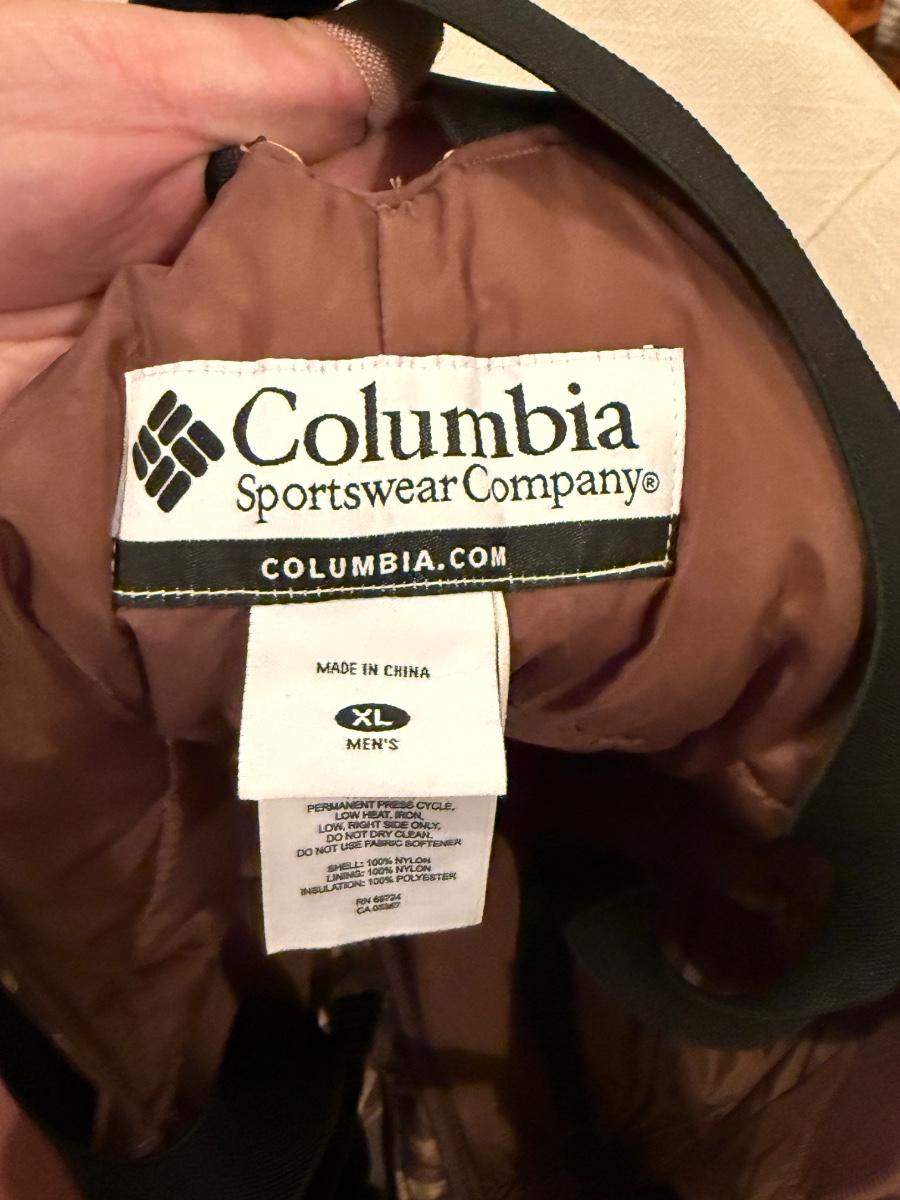 Columbia
Sportswear Company®
COLUMBIA.COM
MADE IN CHINA
XL
MEN'S
PERMANENT PRESS CYCLE,
LOW HEAT. IRON,
LOW, RIGHT SIDE ONLY,
DO NOT DRY CLEAN.
DO NOT USE FABRIC SOFTENER
SHELL: 100% NYLON
LINING: 100% NYLON
INSULATION: 100% POLYESTER
RN 69724
CA 05367